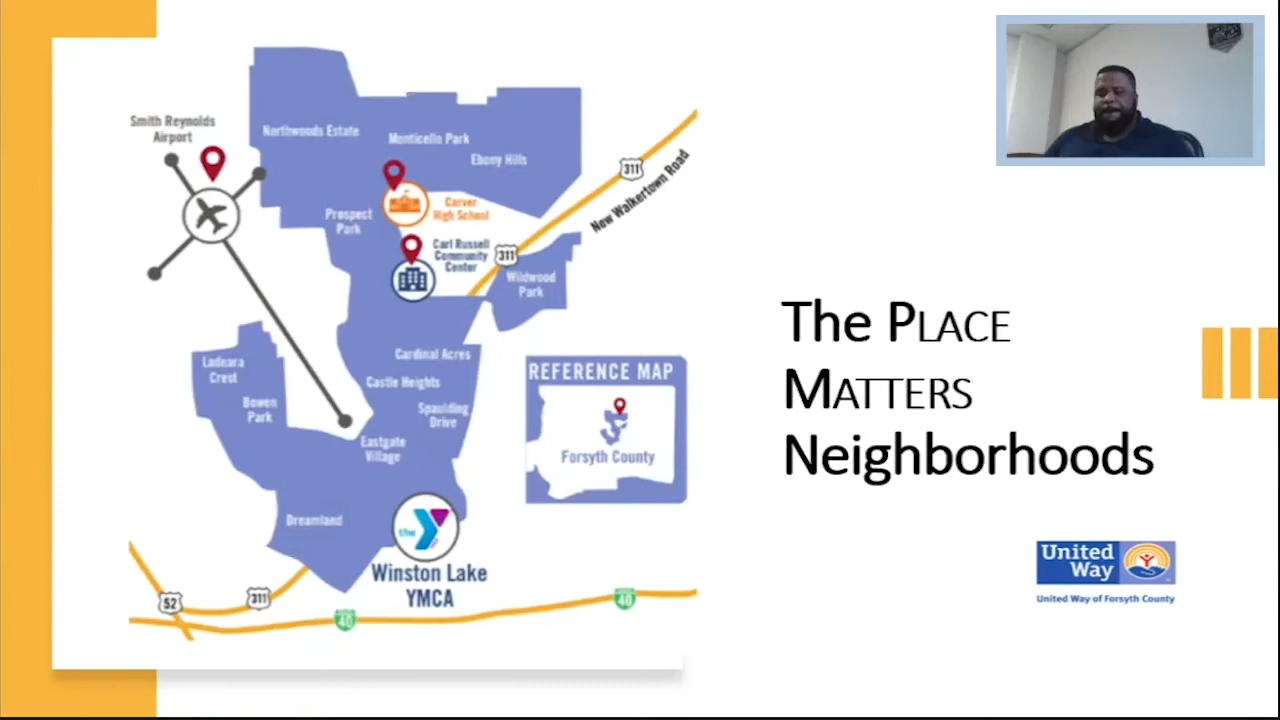 Smith Reynolds
Airport
Northwoods Estate
Monticello Park
Ebony Hills
311
New Walkertown Road
Prospect
Park
Carver
High School
Carl Russell
Community
Center
311
Wildwood
Park
Ladeara
Crest
Bowen
Park
Cardinal Acres
Castle Heights
Spaulding
Drive
Eastgate
Village
REFERENCE MAP
Forsyth County
Dreamland
the
Winston Lake
YMCA
52
311
40
40
The PLACE
MATTERS
Neighborhoods
United
Way
United Way of Forsyth County